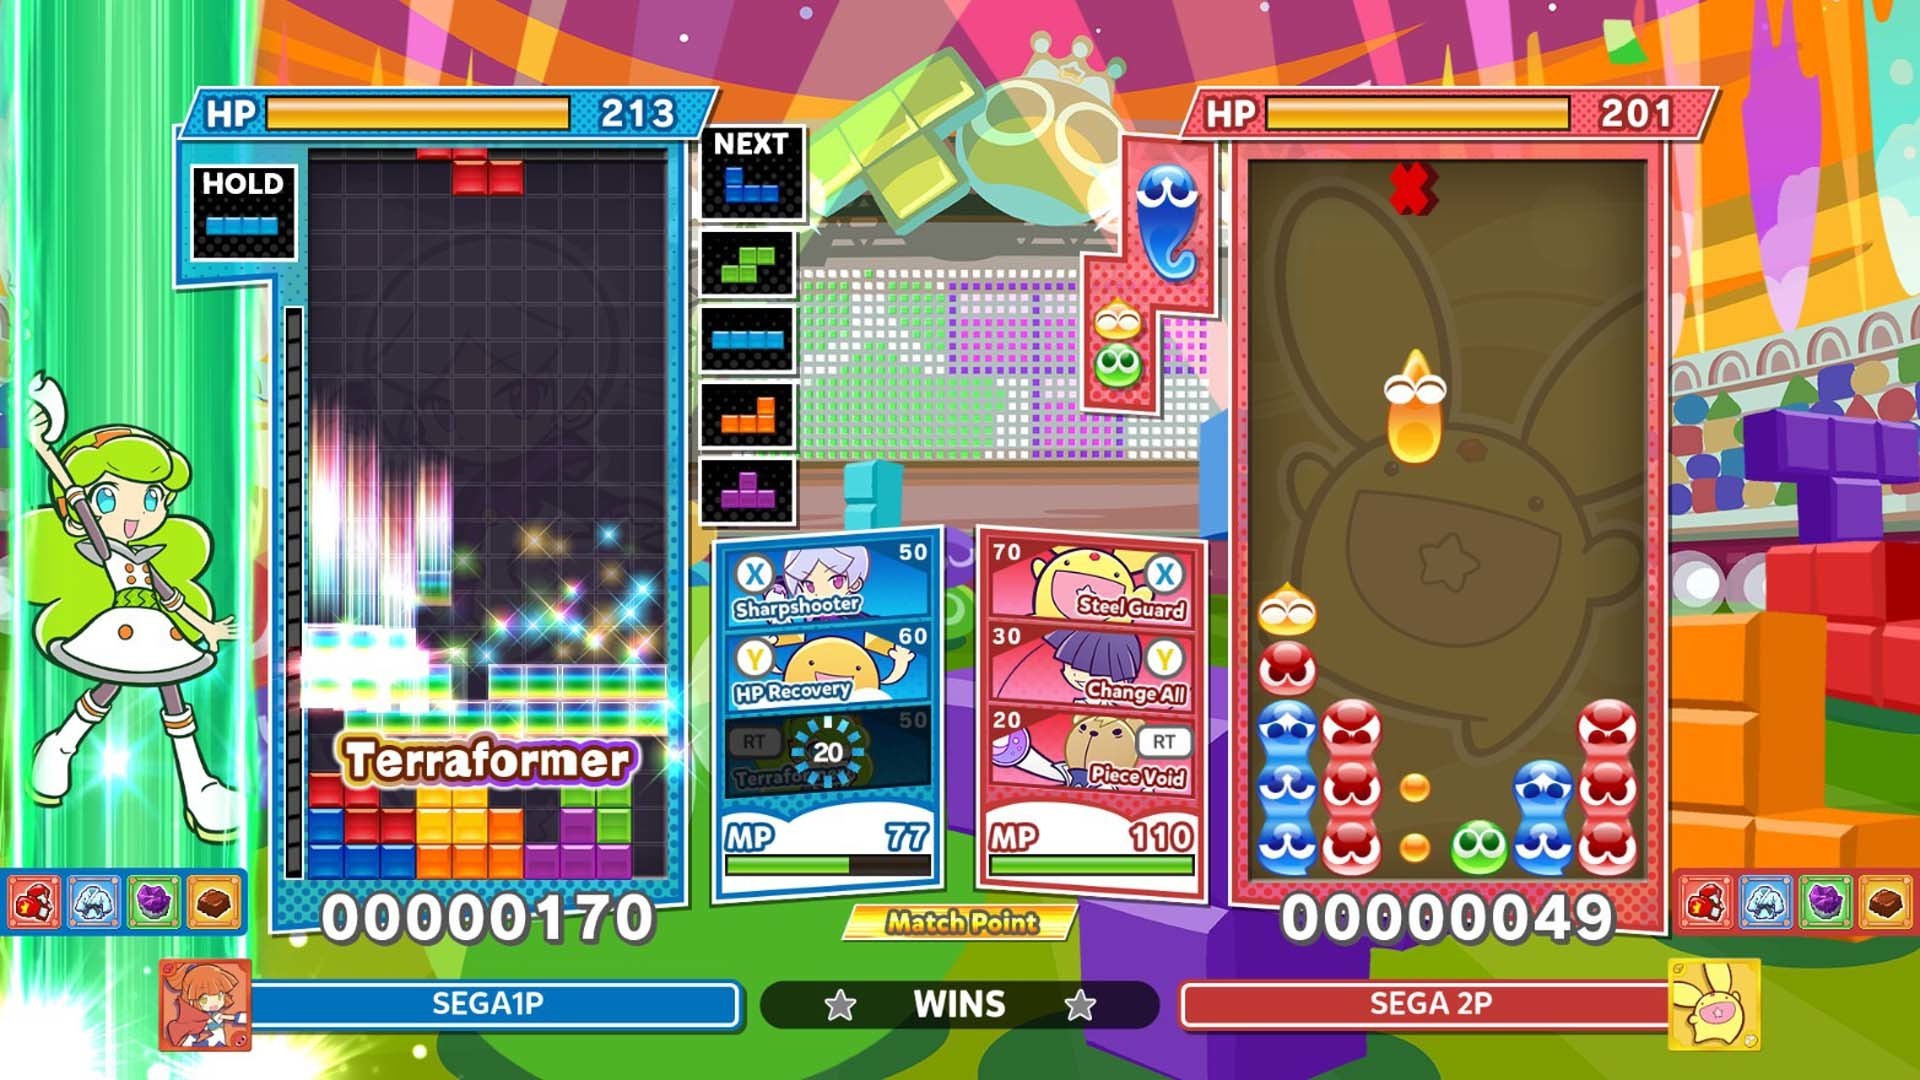 HP 213
HP 201
HOLD
NEXT
X 50
Sharpshooter
Y 60
HP Recovery
RT 50
20
Terrafo
MP 77
70 X
Steel Guard
30 Y
Change All
20 RT
Piece Void
MP 110
Terraformer
00000170
00000049
Match Point
SEGA1P
WINS
SEGA 2P